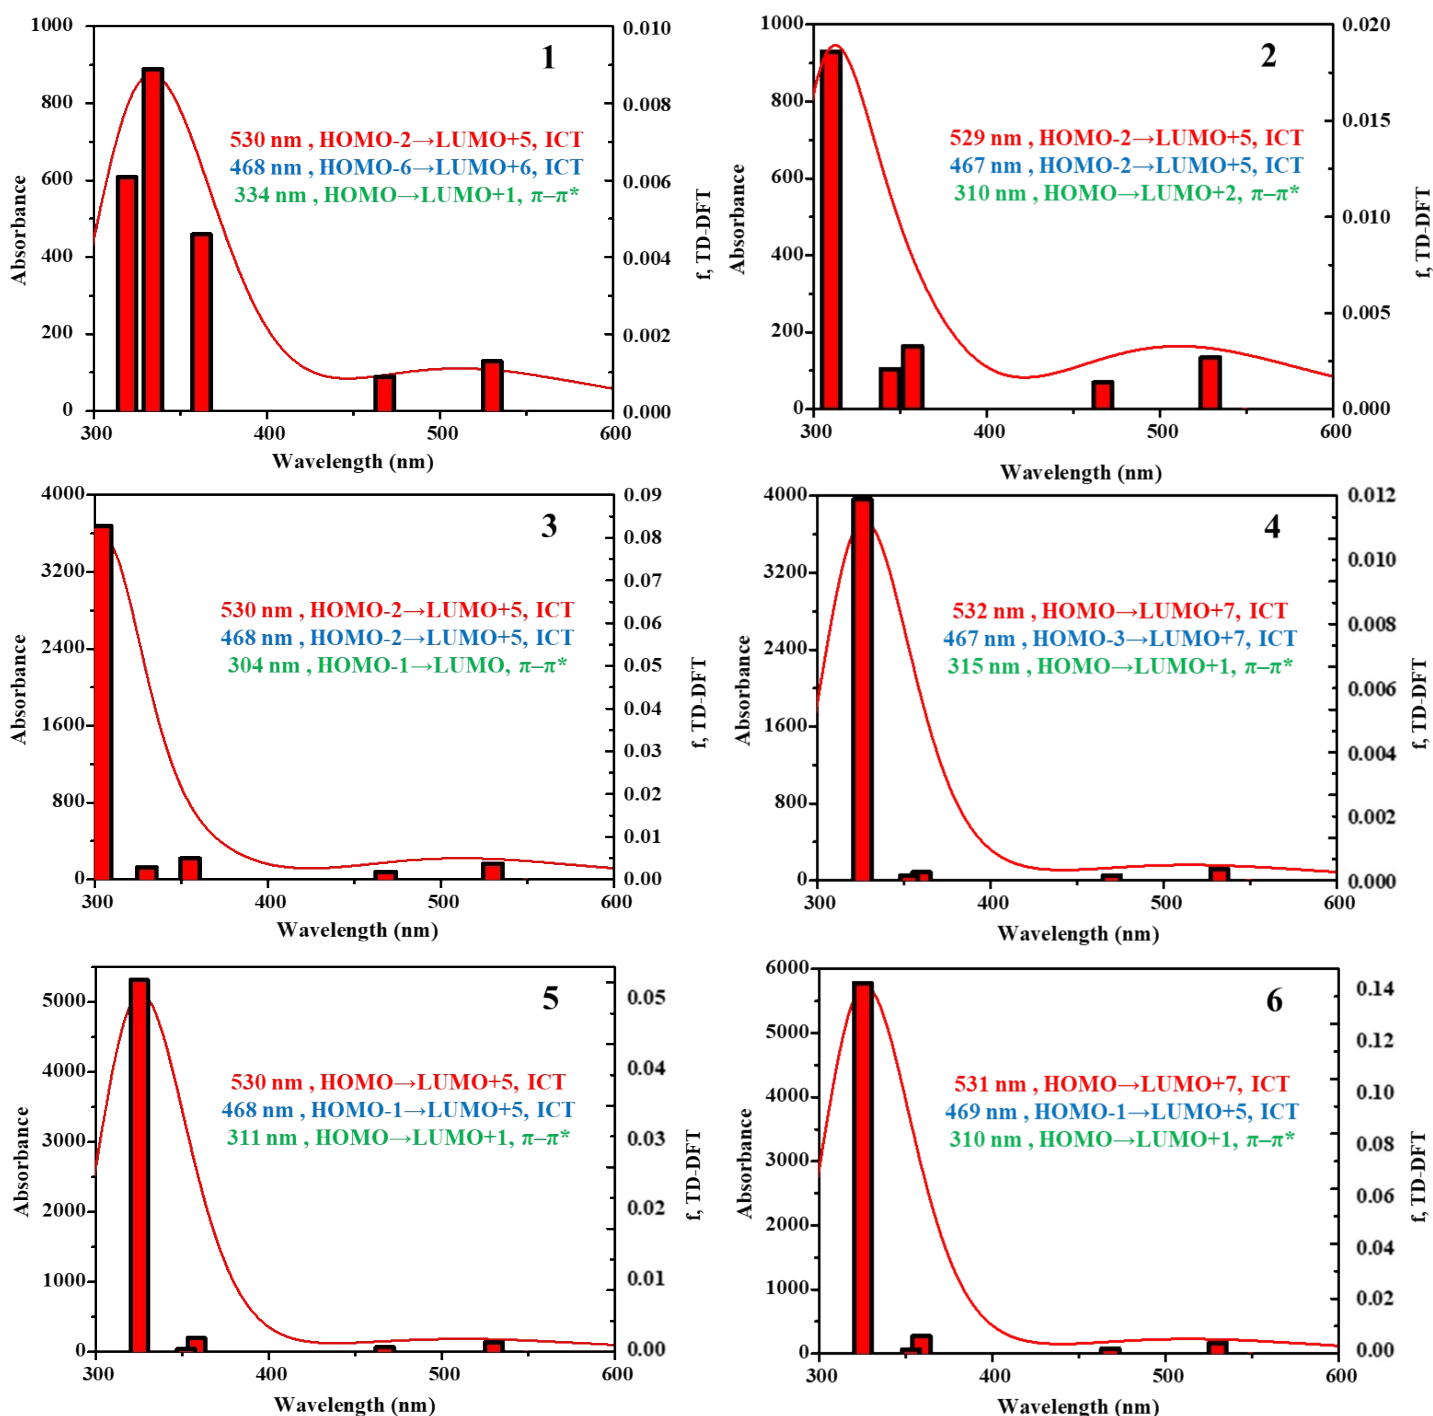 1
1000
800
600
400
200
0
0.010
0.008
0.006
0.004
0.002
0.000
300 400 500 600
Absorbance
f, TD-DFT
Wavelength (nm)
530 nm , HOMO-2→LUMO+5, ICT
468 nm , HOMO-6→LUMO+6, ICT
334 nm , HOMO→LUMO+1, π–π*
2
1000
800
600
400
200
0
0.020
0.015
0.010
0.005
0.000
300 400 500 600
Absorbance
f, TD-DFT
Wavelength (nm)
529 nm , HOMO-2→LUMO+5, ICT
467 nm , HOMO-2→LUMO+5, ICT
310 nm , HOMO→LUMO+2, π–π*
3
4000
3200
2400
1600
800
0
0.09
0.08
0.07
0.06
0.05
0.04
0.03
0.02
0.01
0.00
300 400 500 600
Absorbance
f, TD-DFT
Wavelength (nm)
530 nm , HOMO-2→LUMO+5, ICT
468 nm , HOMO-2→LUMO+5, ICT
304 nm , HOMO-1→LUMO, π–π*
4
4000
3200
2400
1600
800
0
0.012
0.010
0.008
0.006
0.004
0.002
0.000
300 400 500 600
Absorbance
f, TD-DFT
Wavelength (nm)
532 nm , HOMO→LUMO+7, ICT
467 nm , HOMO-3→LUMO+7, ICT
315 nm , HOMO→LUMO+1, π–π*
5
5000
4000
3000
2000
1000
0
0.05
0.04
0.03
0.02
0.01
0.00
300 400 500 600
Absorbance
f, TD-DFT
Wavelength (nm)
530 nm , HOMO→LUMO+5, ICT
468 nm , HOMO-1→LUMO+5, ICT
311 nm , HOMO→LUMO+1, π–π*
6
6000
5000
4000
3000
2000
1000
0
0.14
0.12
0.10
0.08
0.06
0.04
0.02
0.00
300 400 500 600
Absorbance
f, TD-DFT
Wavelength (nm)
531 nm , HOMO→LUMO+7, ICT
469 nm , HOMO-1→LUMO+5, ICT
310 nm , HOMO→LUMO+1, π–π*